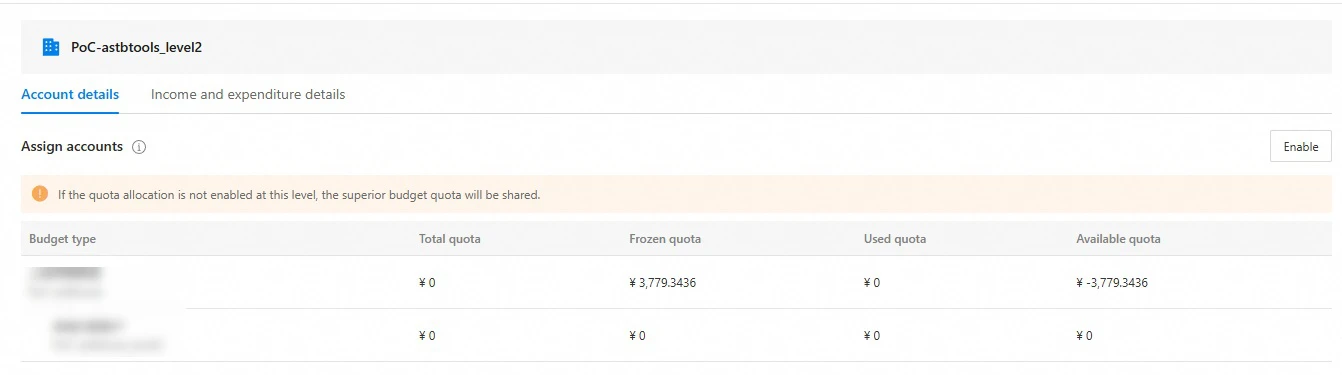 PoC-astbtools_level2
Account details Income and expenditure details
Assign accounts
Enable
If the quota allocation is not enabled at this level, the superior budget quota will be shared.
Budget type Total quota Frozen quota Used quota Available quota
¥ 0 ¥ 3,779.3436 ¥ 0 ¥ -3,779.3436
¥ 0 ¥ 0 ¥ 0 ¥ 0